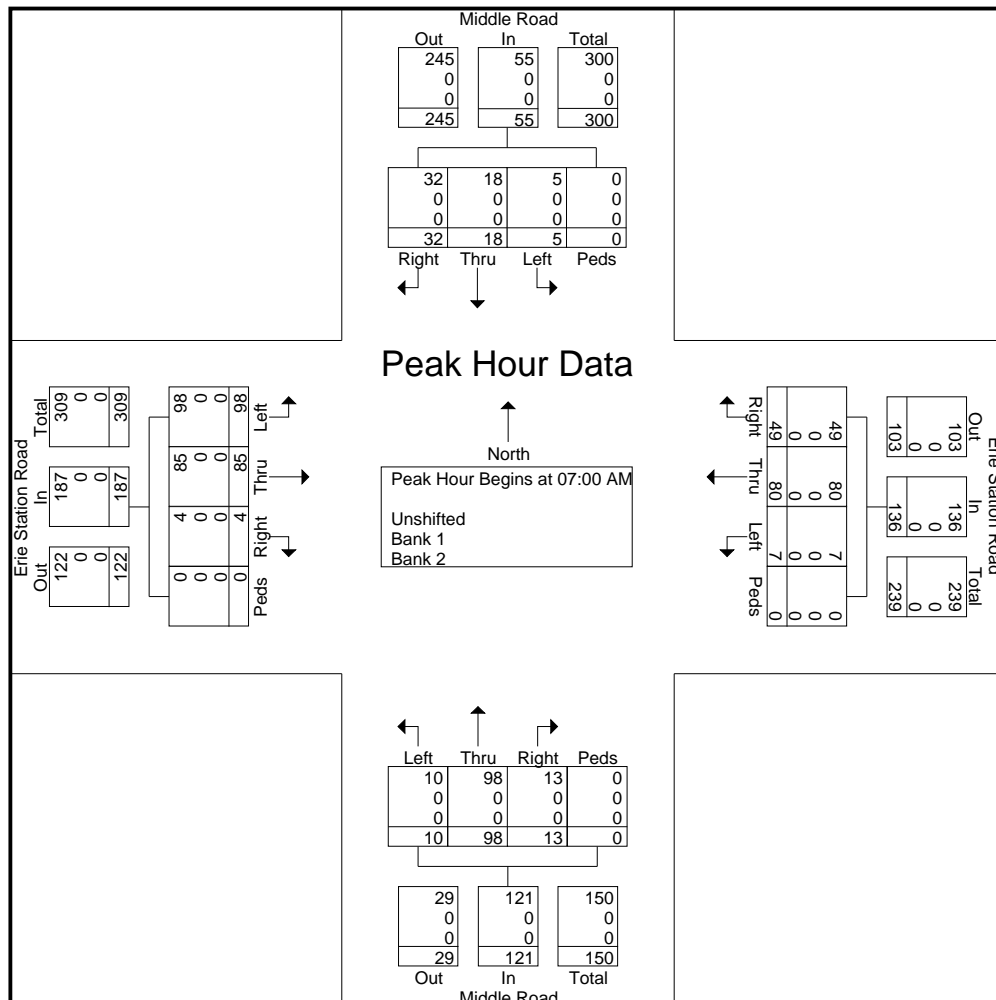 Middle Road
Out In Total
245 55 300
0 0 0
0 0 0
245 55 300
32 18 5 0
0 0 0 0
0 0 0 0
32 18 5 0
Right Thru Left Peds
Peak Hour Data
North
Peak Hour Begins at 07:00 AM
Unshifted
Bank 1
Bank 2
Erie Station Road
Total In Out
309 187 122
0 0 0
0 0 0
309 187 122
98 85 4 0
0 0 0 0
0 0 0 0
98 85 4 0
Left Thru Right Peds
Erie Station Road
Out In Total
103 136 239
0 0 0
0 0 0
103 136 239
49 80 7 0
0 0 0 0
0 0 0 0
49 80 7 0
Right Thru Left Peds
Left Thru Right Peds
10 98 13 0
0 0 0 0
0 0 0 0
10 98 13 0
29 121 150
0 0 0
0 0 0
29 121 150
Out In Total
Middle Road